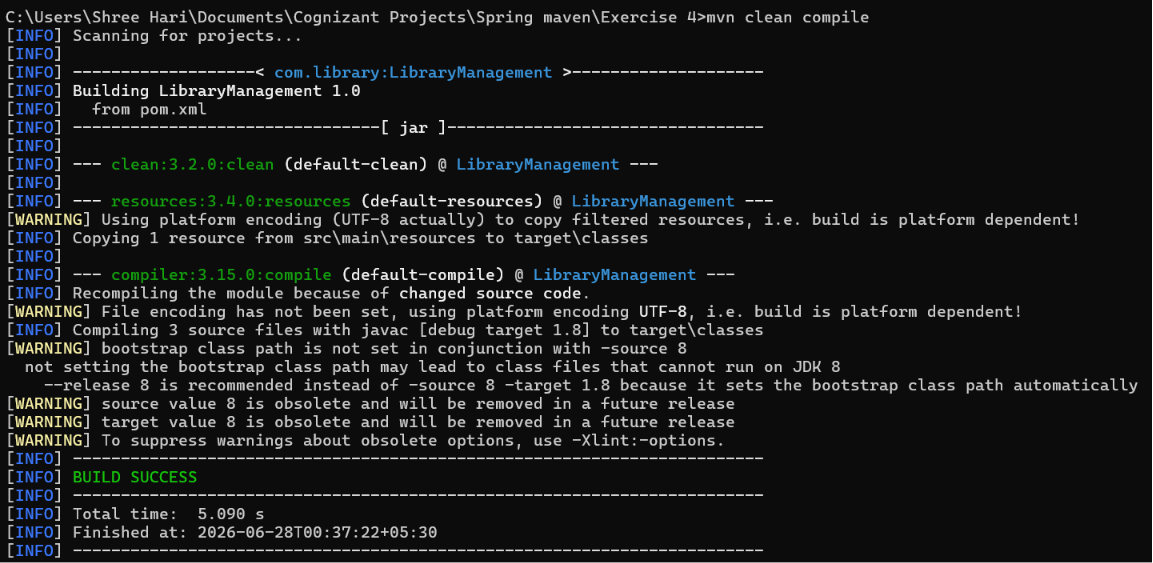 C:\Users\Shree Hari\Documents\Cognizant Projects\Spring maven\Exercise 4>mvn clean compile
[INFO] Scanning for projects...
[INFO]
[INFO] -------------------< com.library:LibraryManagement >--------------------
[INFO] Building LibraryManagement 1.0
[INFO]   from pom.xml
[INFO] --------------------------------[ jar ]---------------------------------
[INFO]
[INFO] --- clean:3.2.0:clean (default-clean) @ LibraryManagement ---
[INFO]
[INFO] --- resources:3.4.0:resources (default-resources) @ LibraryManagement ---
[WARNING] Using platform encoding (UTF-8 actually) to copy filtered resources, i.e. build is platform dependent!
[INFO] Copying 1 resource from src\main\resources to target\classes
[INFO]
[INFO] --- compiler:3.15.0:compile (default-compile) @ LibraryManagement ---
[INFO] Recompiling the module because of changed source code.
[WARNING] File encoding has not been set, using platform encoding UTF-8, i.e. build is platform dependent!
[INFO] Compiling 3 source files with javac [debug target 1.8] to target\classes
[WARNING] bootstrap class path is not set in conjunction with -source 8
  not setting the bootstrap class path may lead to class files that cannot run on JDK 8
    --release 8 is recommended instead of -source 8 -target 1.8 because it sets the bootstrap class path automatically
[WARNING] source value 8 is obsolete and will be removed in a future release
[WARNING] target value 8 is obsolete and will be removed in a future release
[WARNING] To suppress warnings about obsolete options, use -Xlint:-options.
[INFO] ------------------------------------------------------------------------
[INFO] BUILD SUCCESS
[INFO] ------------------------------------------------------------------------
[INFO] Total time:  5.090 s
[INFO] Finished at: 2026-06-28T00:37:22+05:30
[INFO] ------------------------------------------------------------------------